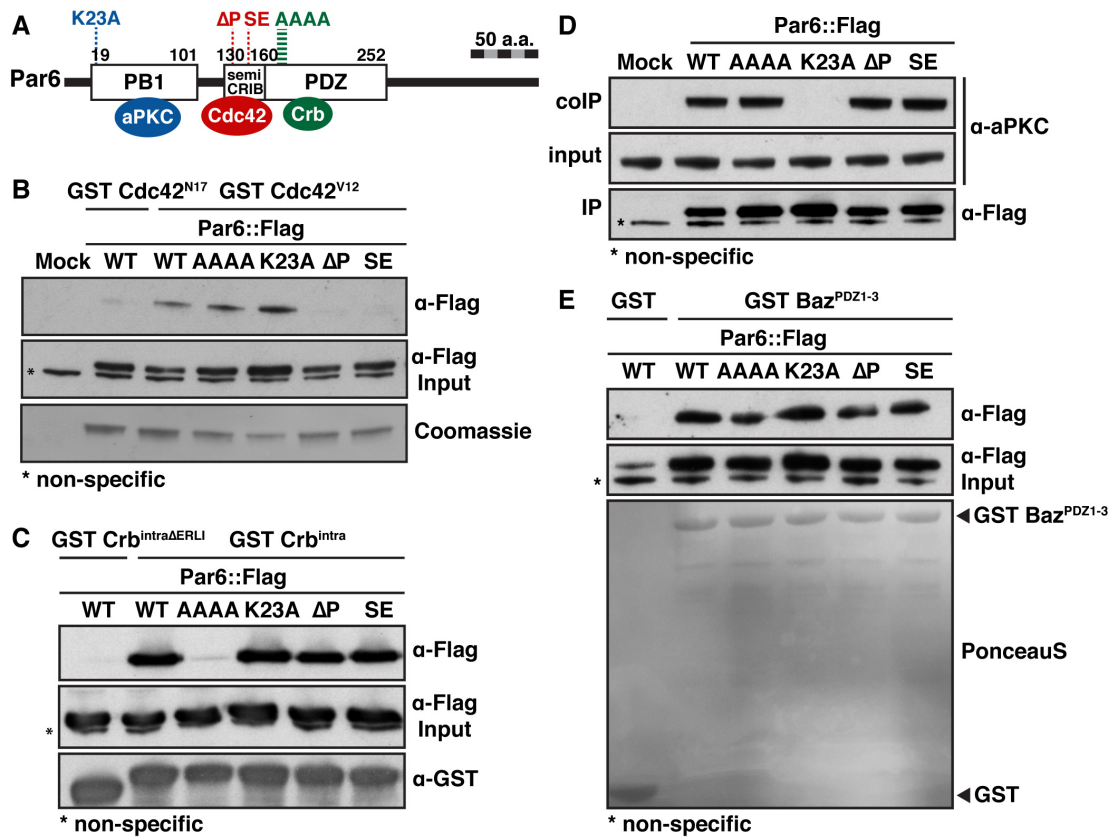 A
K23A ΔP SE AAAA
19 101 130 160 252 50 a.a.
Par6 PB1 semi CRIB PDZ
aPKC Cdc42 Crb
B
GST Cdc42N17 GST Cdc42V12
Par6::Flag
Mock WT WT AAAA K23A ΔP SE
α-Flag
* α-Flag
Input
Coomassie
* non-specific
C
GST CrbintraΔERLI GST Crbintra
Par6::Flag
WT WT AAAA K23A ΔP SE
α-Flag
α-Flag
* Input
α-GST
* non-specific
D
Par6::Flag
Mock WT AAAA K23A ΔP SE
coIP
α-aPKC
input
IP α-Flag
*
* non-specific
E
GST GST BazPDZ1-3
Par6::Flag
WT WT AAAA K23A ΔP SE
α-Flag
α-Flag
* Input
GST BazPDZ1-3
PonceauS
GST
* non-specific